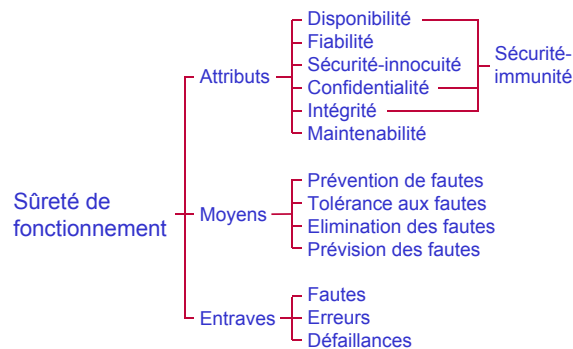 Sûreté de
fonctionnement
Attributs
Disponibilité
Fiabilité
Sécurité-innocuité
Confidentialité
Intégrité
Maintenabilité
Sécurité-
immunité
Moyens
Prévention de fautes
Tolérance aux fautes
Elimination des fautes
Prévision des fautes
Entraves
Fautes
Erreurs
Défaillances